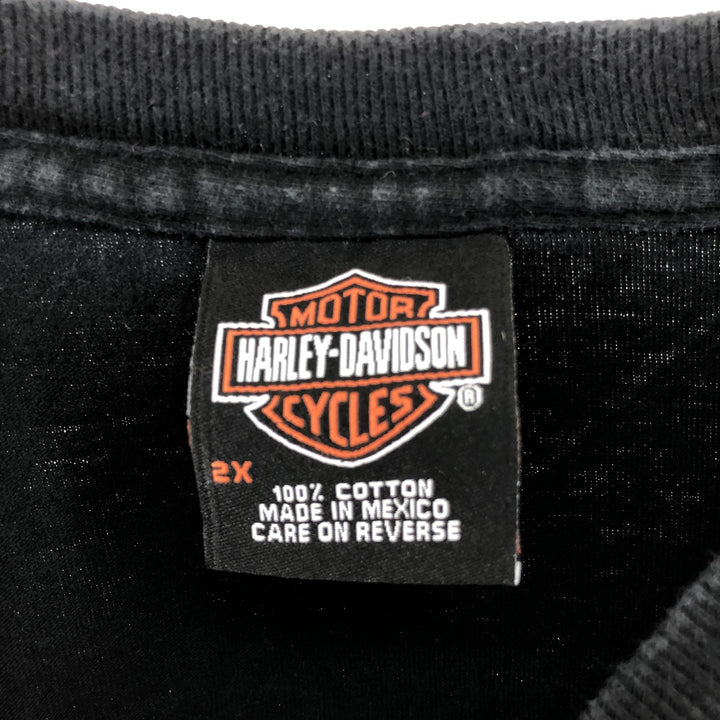 MOTOR
HARLEY-DAVIDSON
CYCLES
®
2X
100% COTTON
MADE IN MEXICO
CARE ON REVERSE